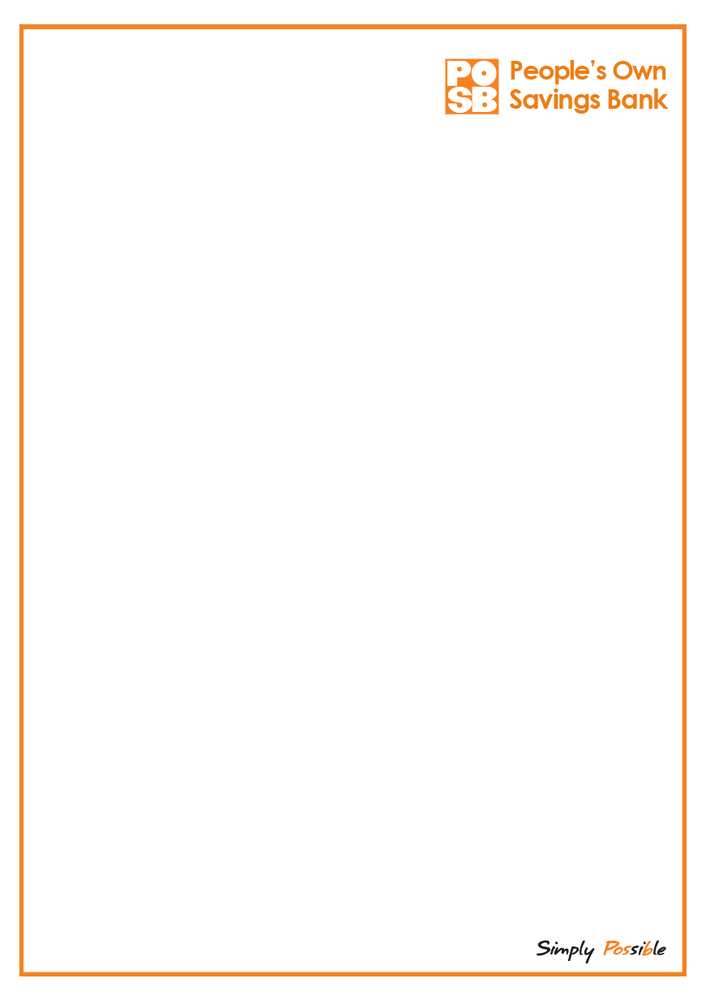 PO
SB
People’s Own
Savings Bank
Simply Possible